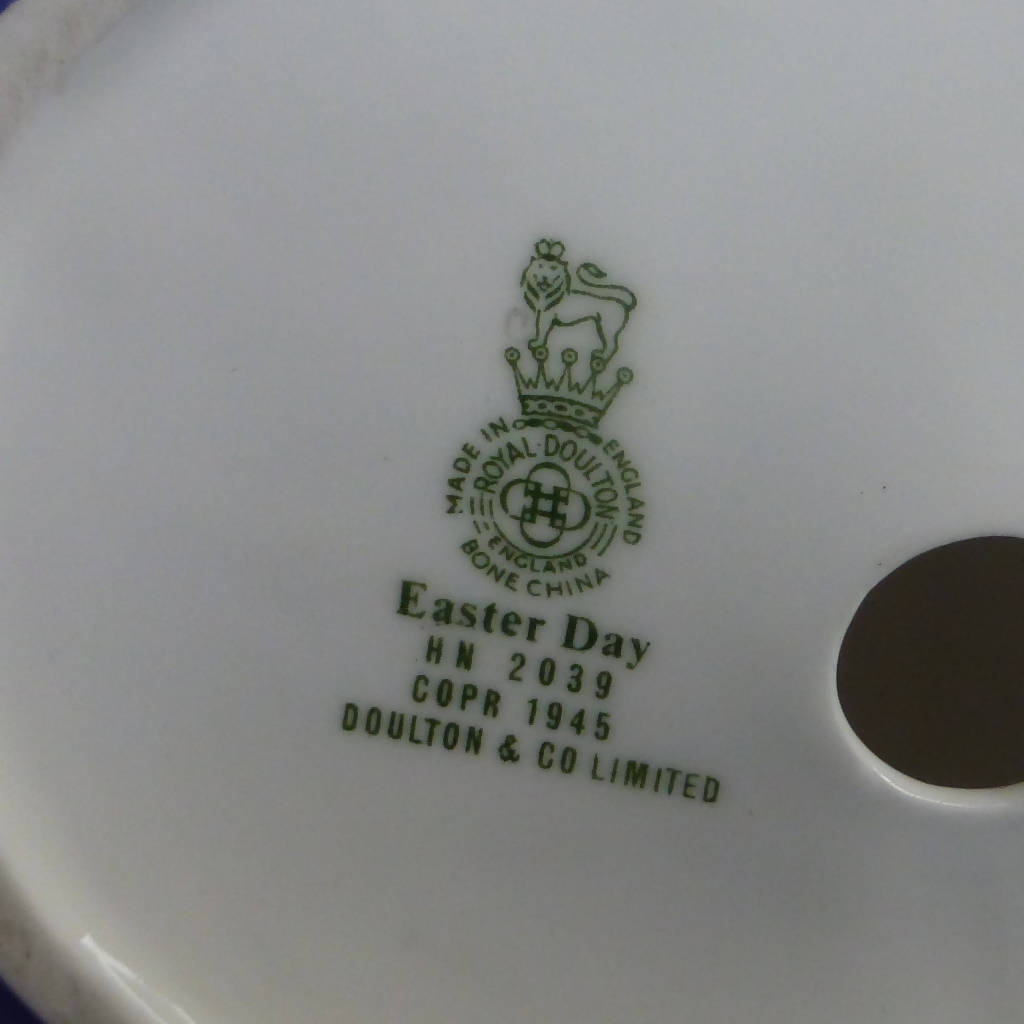 MADE IN ENGLAND
ROYAL·DOULTON
ENGLAND
BONE CHINA
Easter Day
HN 2039
COPR 1945
DOULTON & CO LIMITED